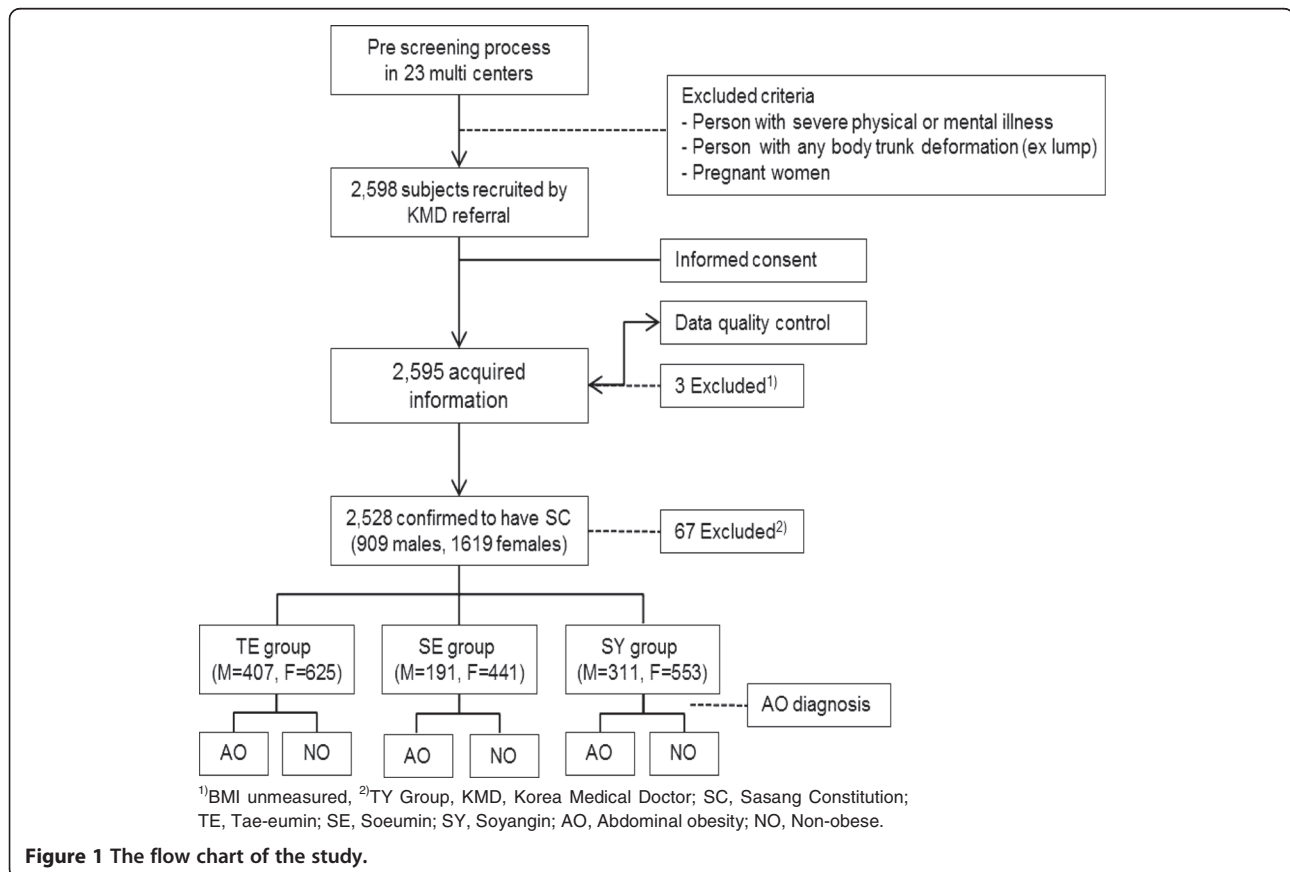 Pre screening process
in 23 multi centers
Excluded criteria
- Person with severe physical or mental illness
- Person with any body trunk deformation (ex lump)
- Pregnant women
2,598 subjects recruited by
KMD referral
Informed consent
Data quality control
2,595 acquired
information
3 Excluded1)
2,528 confirmed to have SC
(909 males, 1619 females)
67 Excluded2)
TE group
(M=407, F=625)
SE group
(M=191, F=441)
SY group
(M=311, F=553)
AO diagnosis
AO
NO
AO
NO
AO
NO
1)BMI unmeasured, 2)TY Group, KMD, Korea Medical Doctor; SC, Sasang Constitution;
TE, Tae-eumin; SE, Soeumin; SY, Soyangin; AO, Abdominal obesity; NO, Non-obese.
Figure 1 The flow chart of the study.